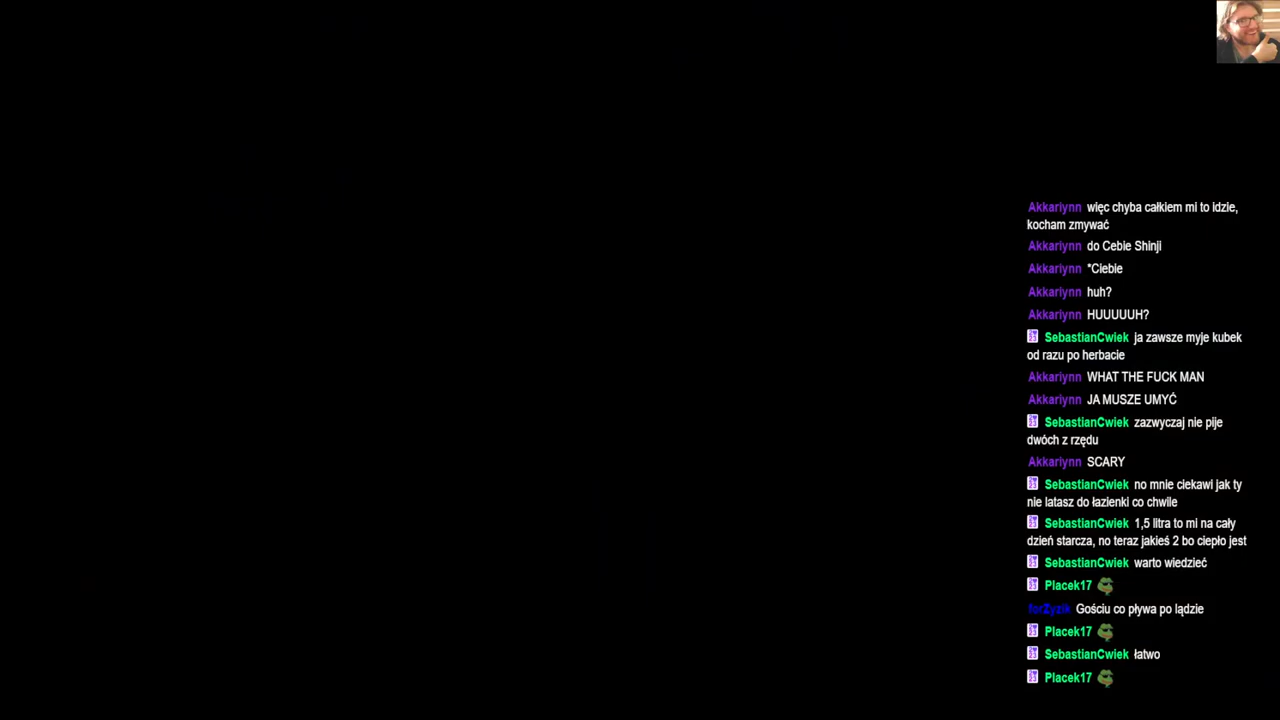 Akkariynn więc chyba całkiem mi to idzie,
kocham zmywać
Akkariynn do Cebie Shinji
Akkariynn *Ciebie
Akkariynn huh?
Akkariynn HUUUUUH?
SebastianCwiek ja zawsze myje kubek
od razu po herbacie
Akkariynn WHAT THE FUCK MAN
Akkariynn JA MUSZE UMYĆ
SebastianCwiek zazwyczaj nie pije
dwóch z rzędu
Akkariynn SCARY
SebastianCwiek no mnie ciekawi jak ty
nie latasz do łazienki co chwile
SebastianCwiek 1,5 litra to mi na cały
dzień starcza, no teraz jakieś 2 bo ciepło jest
SebastianCwiek warto wiedzieć
Placek17
forZyzik Gościu co pływa po lądzie
Placek17
SebastianCwiek łatwo
Placek17